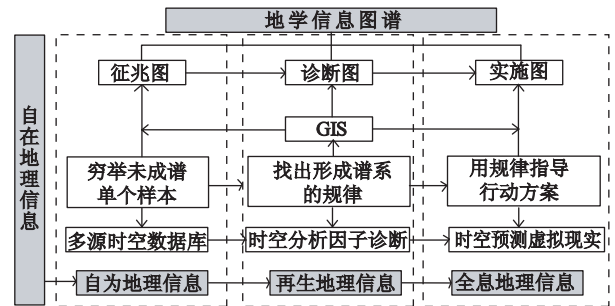 地学信息图谱
征兆图
诊断图
实施图
自在地理信息
GIS
穷举未成谱
单个样本
找出形成谱系
的规律
用规律指导
行动方案
多源时空数据库
时空分析因子诊断
时空预测虚拟现实
自为地理信息
再生地理信息
全息地理信息